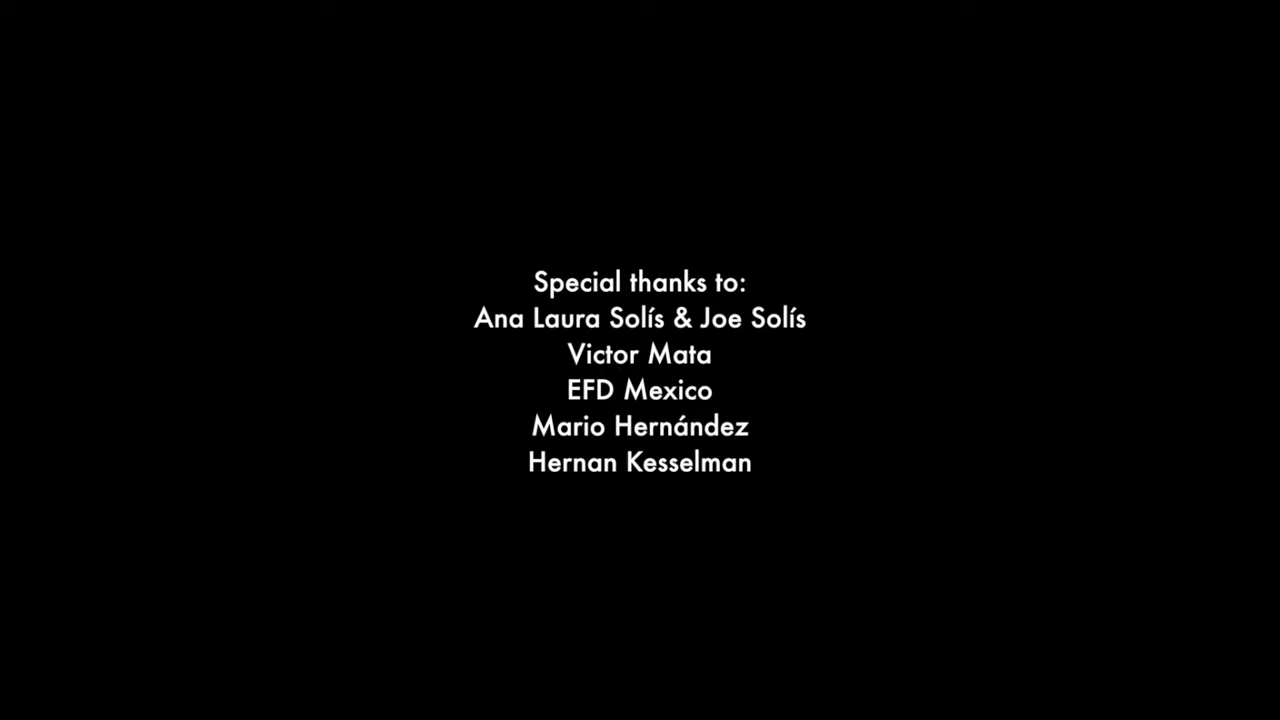 Special thanks to:
Ana Laura Solís & Joe Solís
Victor Mata
EFD Mexico
Mario Hernández
Hernan Kesselman